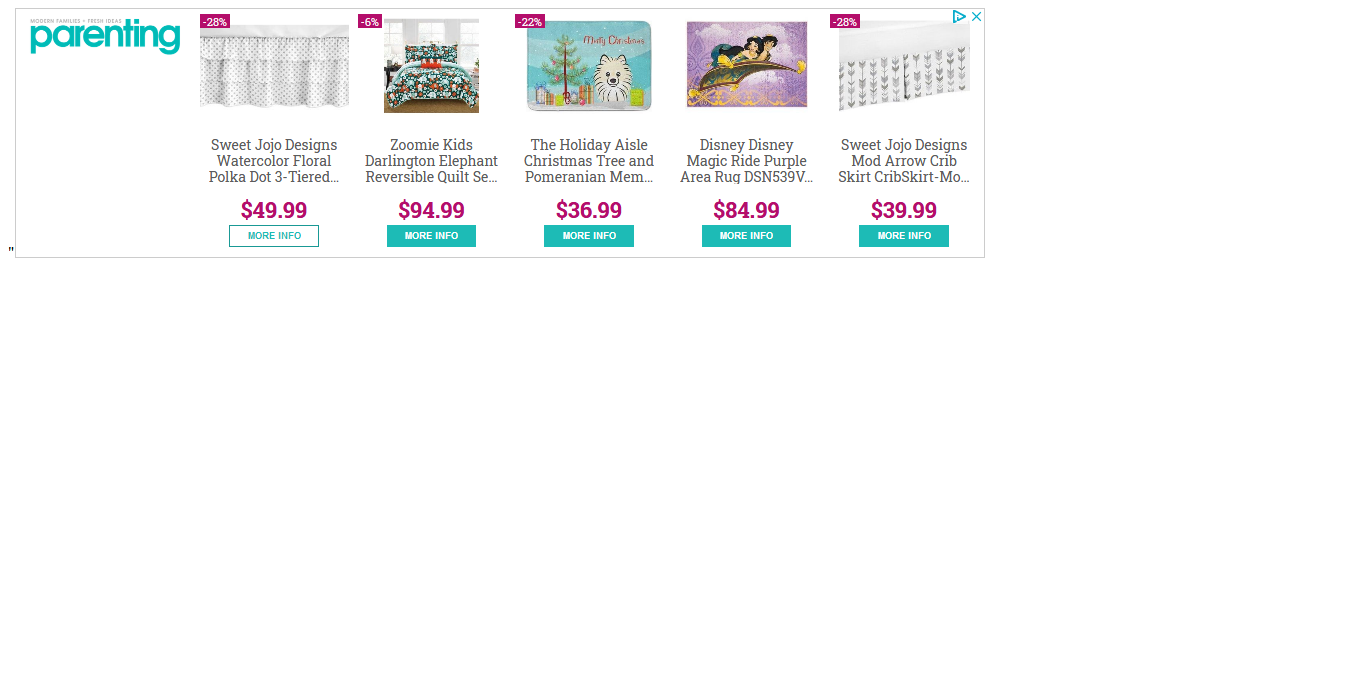 MODERN FAMILIES • FRESH IDEAS
parenting
-28%
Sweet Jojo Designs
Watercolor Floral
Polka Dot 3-Tiered...
$49.99
MORE INFO
-6%
Zoomie Kids
Darlington Elephant
Reversible Quilt Se...
$94.99
MORE INFO
-22%
Merry Christmas
The Holiday Aisle
Christmas Tree and
Pomeranian Mem...
$36.99
MORE INFO
Disney Disney
Magic Ride Purple
Area Rug DSN539V...
$84.99
MORE INFO
-28%
Sweet Jojo Designs
Mod Arrow Crib
Skirt CribSkirt-Mo...
$39.99
MORE INFO
"